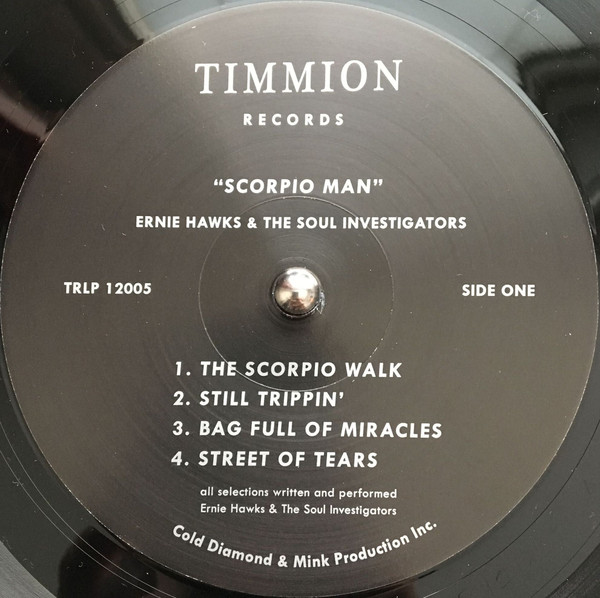 TIMMION
RECORDS
“SCORPIO MAN”
ERNIE HAWKS & THE SOUL INVESTIGATORS
TRLP 12005
SIDE ONE
1. THE SCORPIO WALK
2. STILL TRIPPIN’
3. BAG FULL OF MIRACLES
4. STREET OF TEARS
all selections written and performed
Ernie Hawks & The Soul Investigators
Cold Diamond & Mink Production Inc.